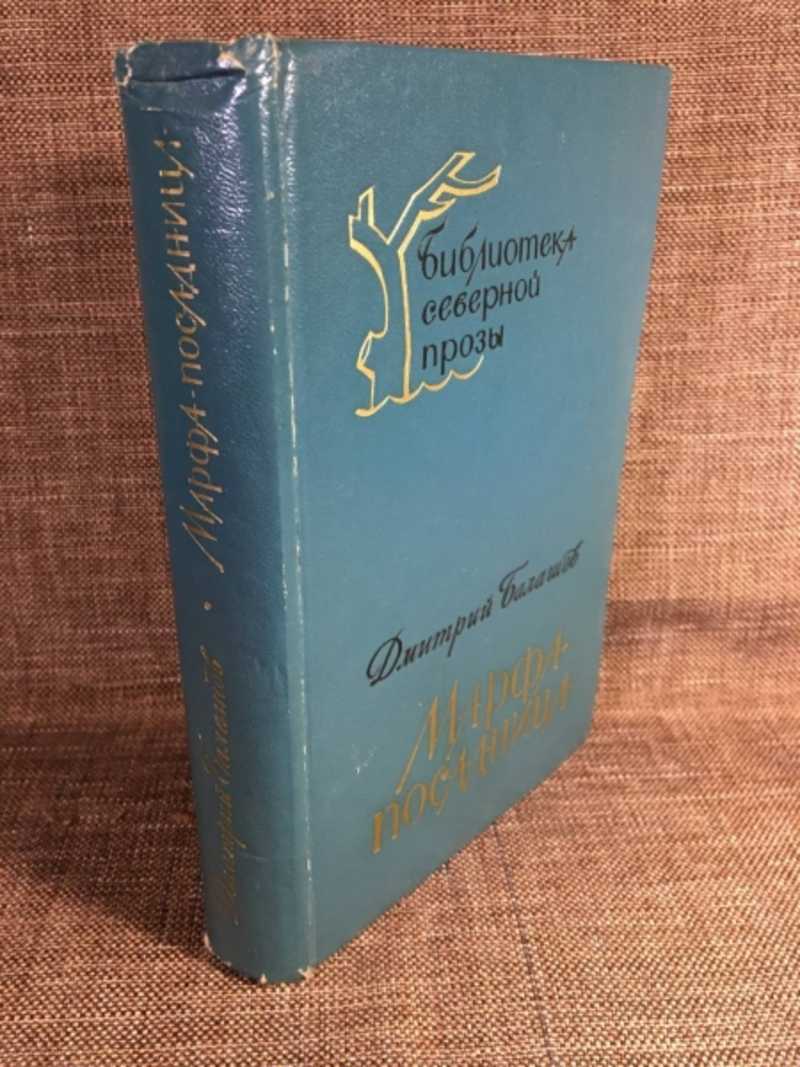 Библиотека
северной
прозы
Дмитрий Балашов
Марфа
посадница
Дмитрий Балашов • Марфа-посадница